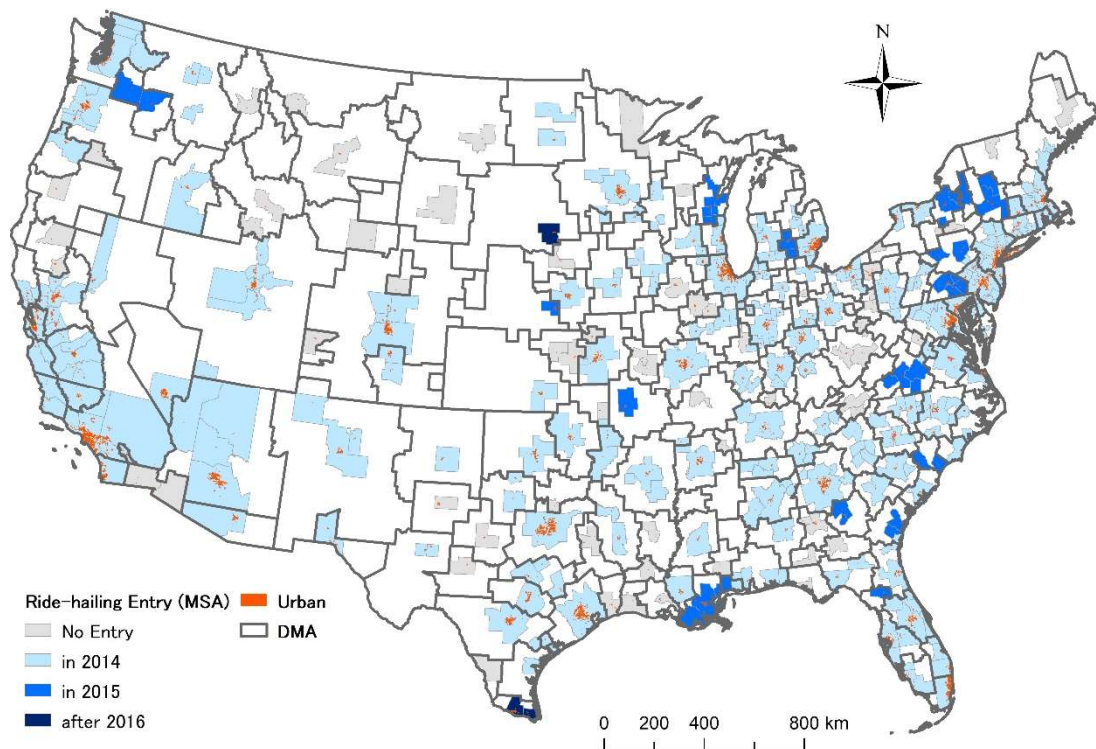 N
Ride-hailing Entry (MSA)
Urban
No Entry
DMA
in 2014
in 2015
after 2016
0 200 400 800 km